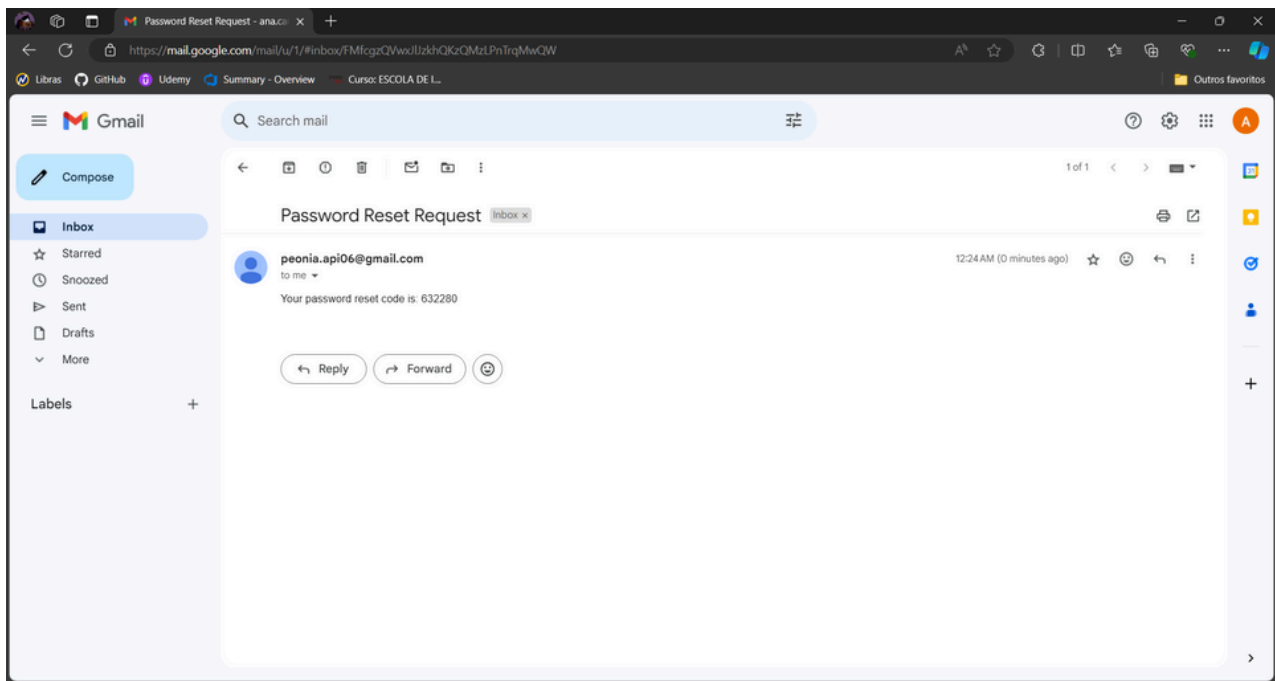 Password Reset Request - ana.ca
https://mail.google.com/mail/u/1/#inbox/FMfcgzQVwxJlJzkhQKzQMzLPnTrqMwQW
Libras GitHub Udemy Summary - Overview Curso: ESCOLA DE I... Outros favoritos
Gmail Search mail A
Compose 1 of 1
Password Reset Request Inbox x
Inbox
Starred
peonia.api06@gmail.com 12:24 AM (0 minutes ago)
to me
Snoozed
Your password reset code is: 632280
Sent
Drafts
More
Reply Forward
Labels